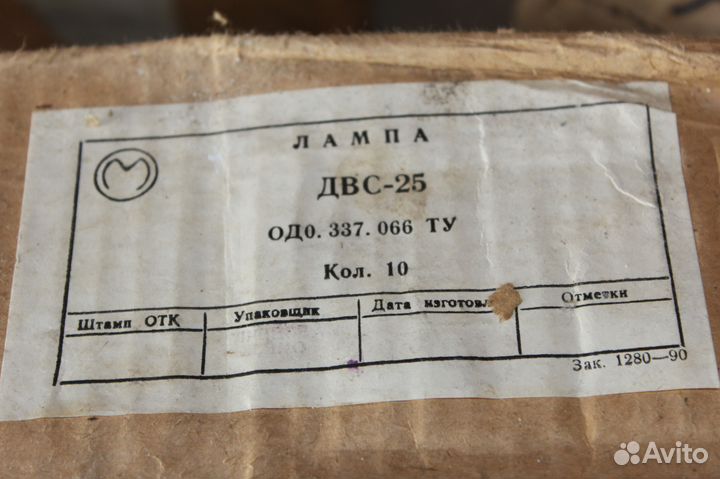 ЛАМПА
ДВС-25
ОД0. 337. 066 ТУ
Кол. 10
Штамп ОТК Упаковщик Дата изготовл Отметки
Зак. 1280—90
Avito